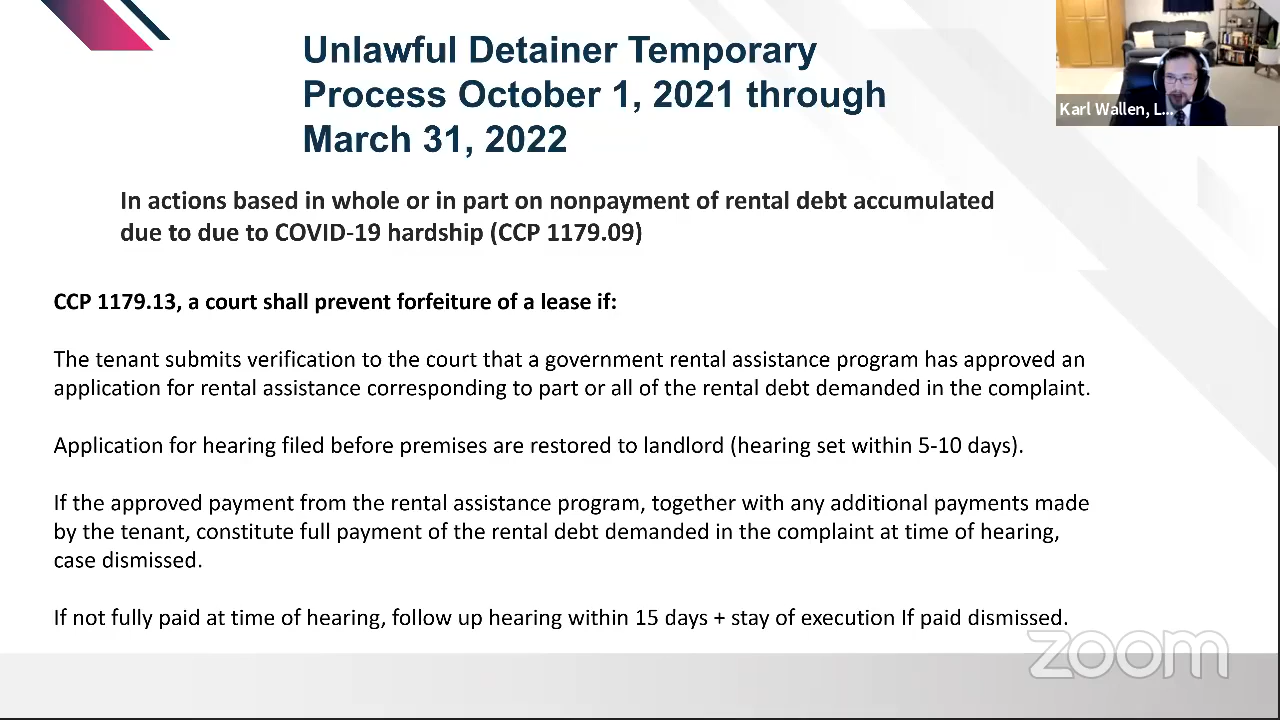 Unlawful Detainer Temporary
Process October 1, 2021 through
March 31, 2022
Karl Wallen, L...
In actions based in whole or in part on nonpayment of rental debt accumulated
due to due to COVID-19 hardship (CCP 1179.09)
CCP 1179.13, a court shall prevent forfeiture of a lease if:
The tenant submits verification to the court that a government rental assistance program has approved an
application for rental assistance corresponding to part or all of the rental debt demanded in the complaint.
Application for hearing filed before premises are restored to landlord (hearing set within 5-10 days).
If the approved payment from the rental assistance program, together with any additional payments made
by the tenant, constitute full payment of the rental debt demanded in the complaint at time of hearing,
case dismissed.
If not fully paid at time of hearing, follow up hearing within 15 days + stay of execution If paid dismissed.
zoom